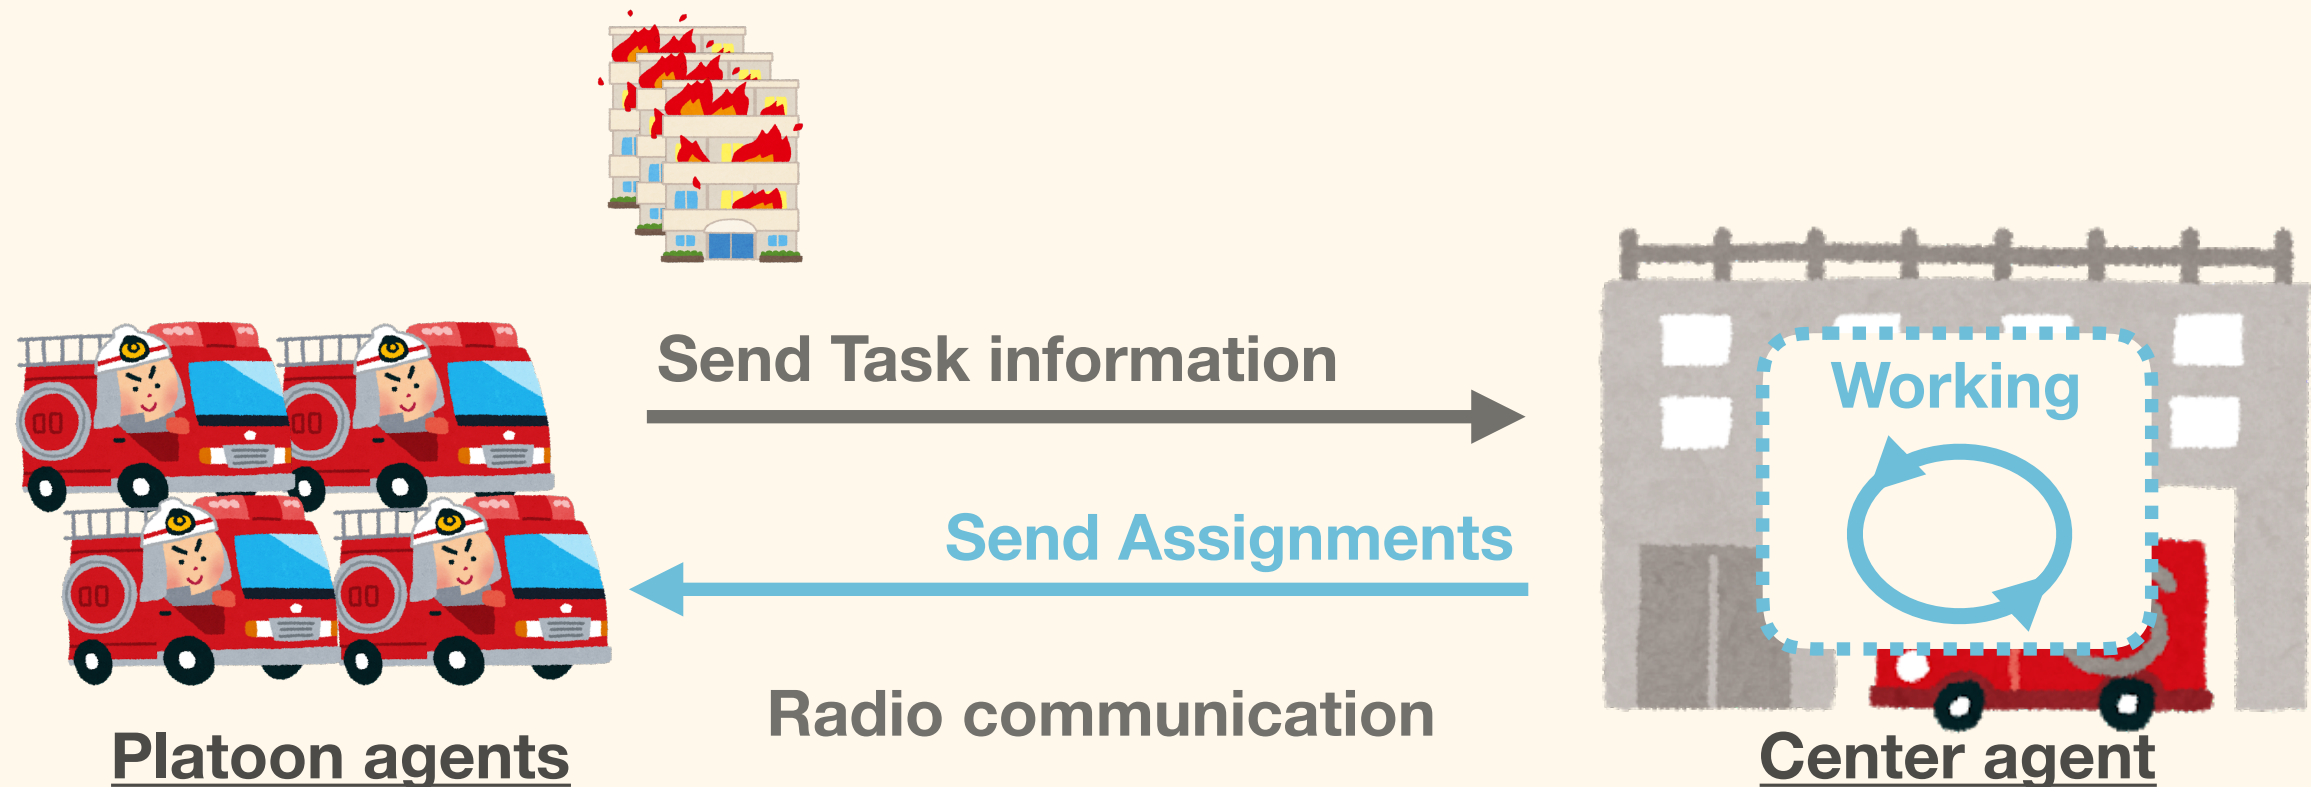 Send Task information
Working
Send Assignments
Radio communication
Platoon agents
Center agent